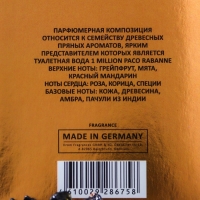 ПАРФЮМЕРНАЯ КОМПОЗИЦИЯ
ОТНОСИТСЯ К СЕМЕЙСТВУ ДРЕВЕСНЫХ
ПРЯНЫХ АРОМАТОВ, ЯРКИМ
ПРЕДСТАВИТЕЛЕМ КОТОРЫХ ЯВЛЯЕТСЯ
ТУАЛЕТНАЯ ВОДА 1 MILLION PACO RABANNE
ВЕРХНИЕ НОТЫ: ГРЕЙПФРУТ, МЯТА,
КРАСНЫЙ МАНДАРИН
НОТЫ СЕРДЦА: РОЗА, КОРИЦА, СПЕЦИИ
БАЗОВЫЕ НОТЫ: КОЖА, ДРЕВЕСИНА,
АМБРА, ПАЧУЛИ ИЗ ИНДИИ
FRAGRANCE
MADE IN GERMANY
610029286758